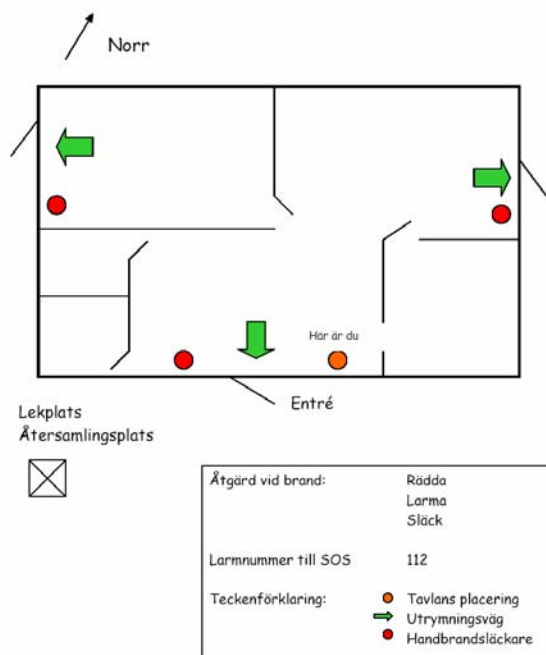 Norr
Här är du
Entré
Lekplats
Återsamlingsplats
Åtgärd vid brand: Rädda
Larma
Släck
Larmnummer till SOS 112
Teckenförklaring: Tavlans placering
Utrymningsväg
Handbrandsläckare